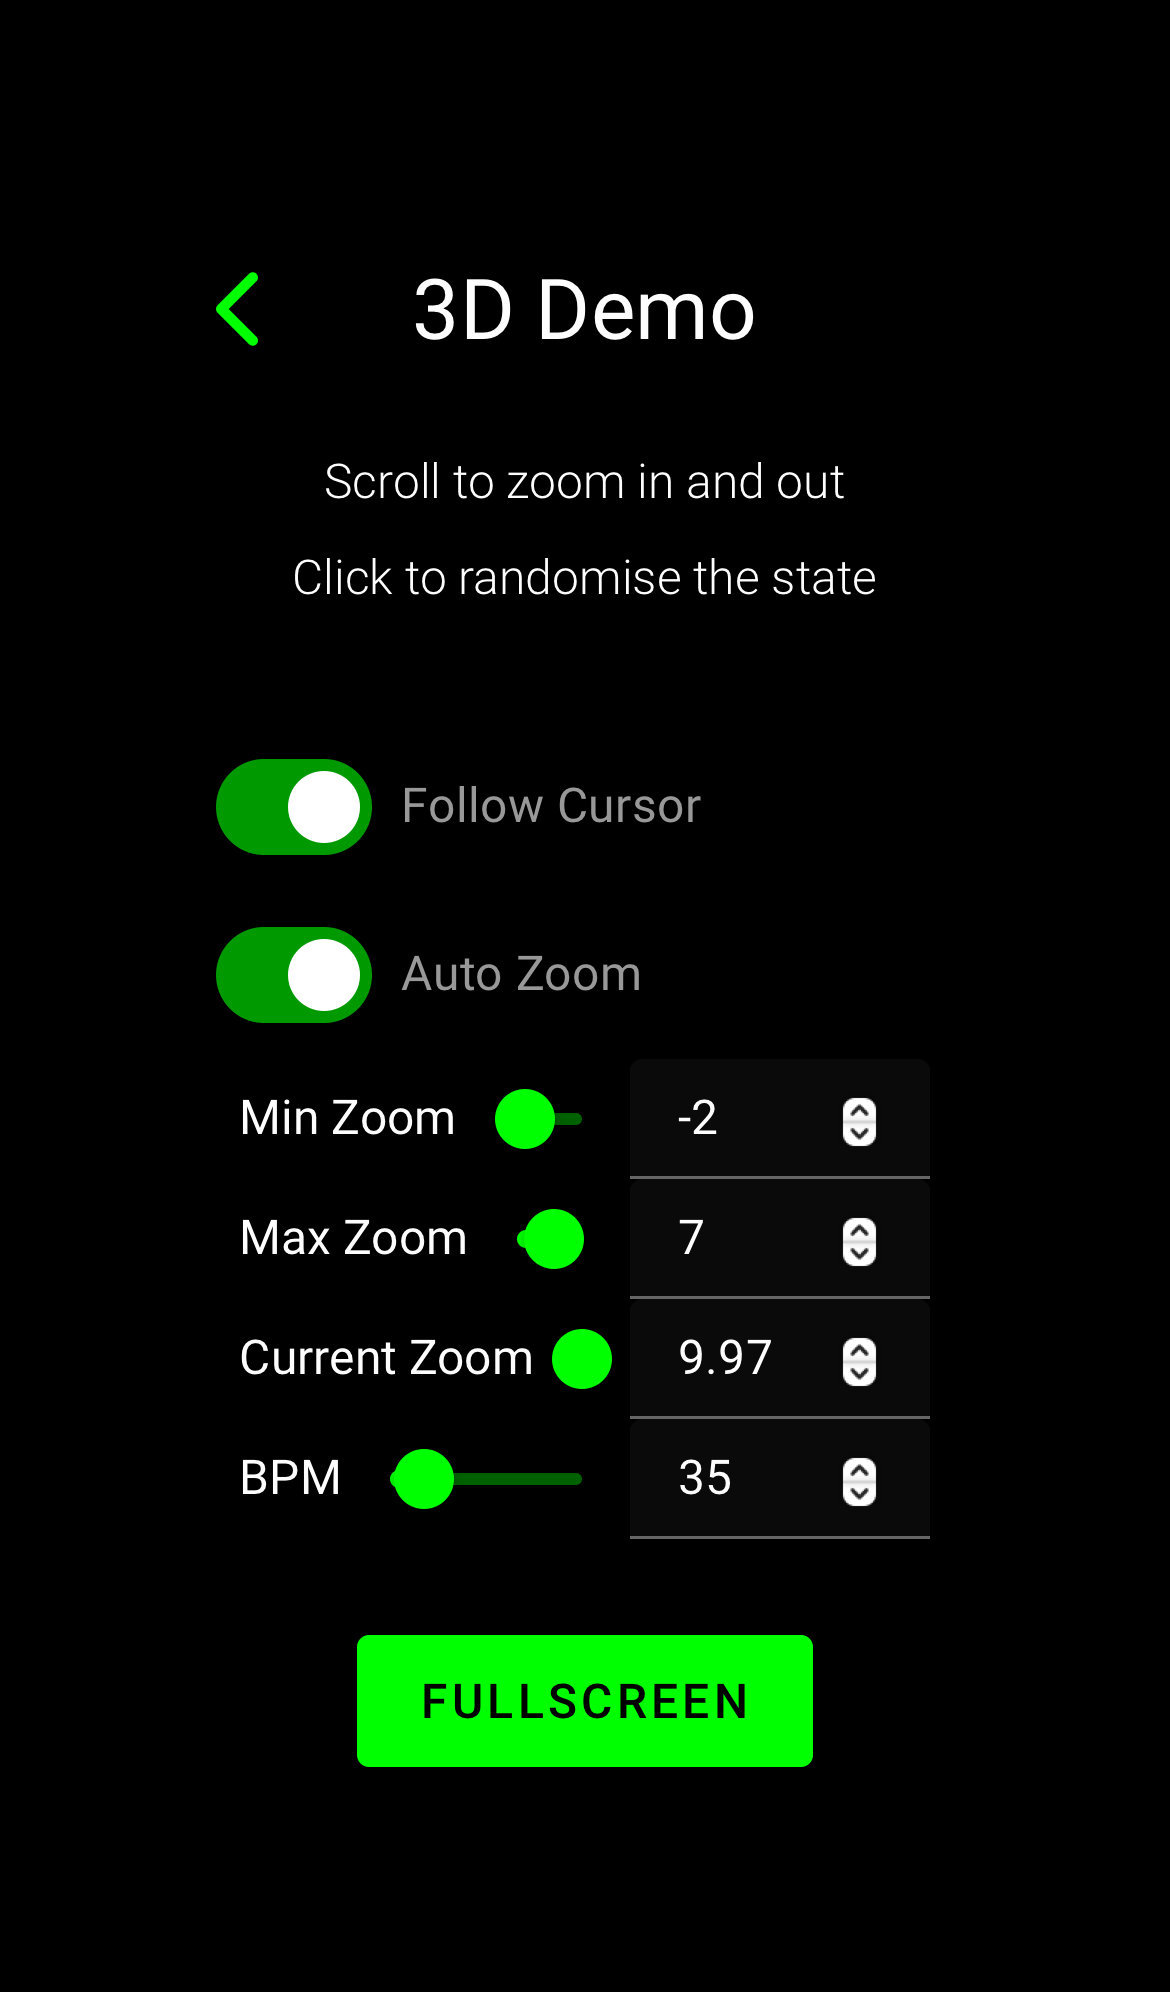 3D Demo
Scroll to zoom in and out
Click to randomise the state
Follow Cursor
Auto Zoom
Min Zoom -2
Max Zoom 7
Current Zoom 9.97
BPM 35
FULLSCREEN